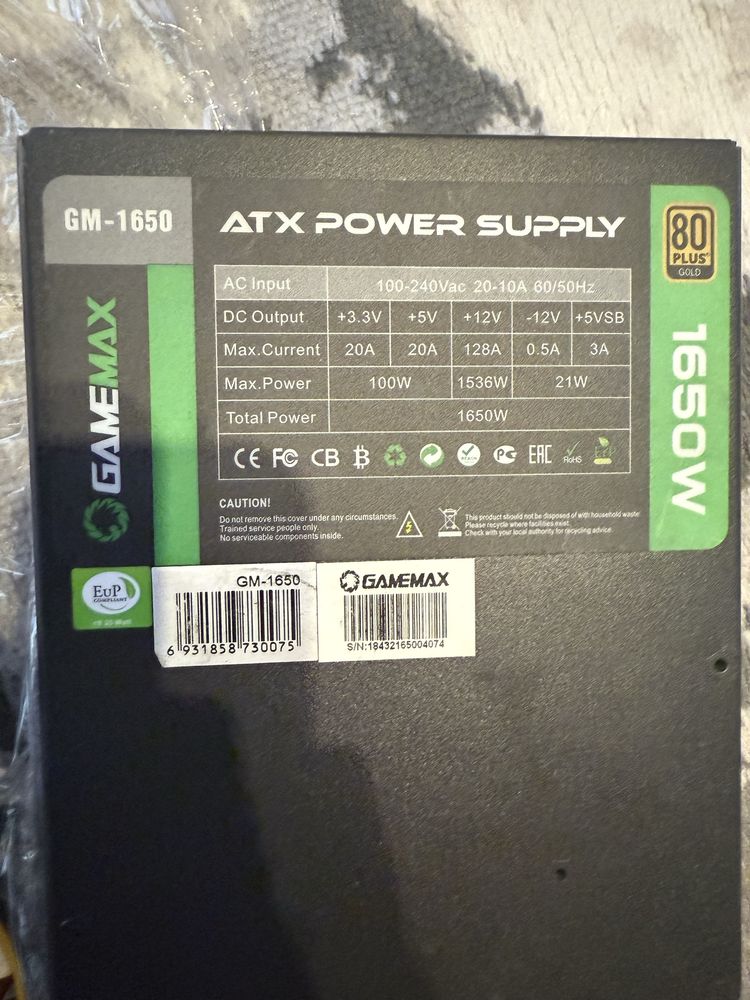 GM-1650
ATX POWER SUPPLY
80
PLUS
GOLD
1650W
GAMEMAX
AC Input 100-240Vac 20-10A 60/50Hz
DC Output +3.3V +5V +12V -12V +5VSB
Max.Current 20A 20A 128A 0.5A 3A
Max.Power 100W 1536W 21W
Total Power 1650W
CE FC CB ₿ REACH PC EAC RoHS ErP
CAUTION!
Do not remove this cover under any circumstances.
Trained service people only.
No serviceable components inside.
This product should not be disposed of with household waste
Please recycle where facilities exist.
Check with your local authority for recycling advice.
EuP
COMPLIANT
GM-1650
6 931858 730075
GAMEMAX
S/N:18432165004074